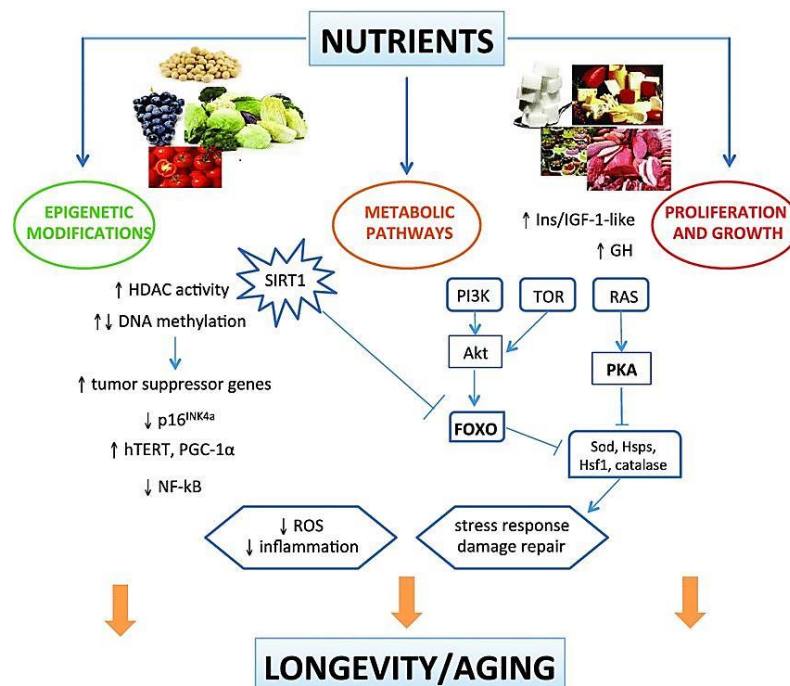 NUTRIENTS
EPIGENETIC
MODIFICATIONS
METABOLIC
PATHWAYS
↑ Ins/IGF-1-like
↑ GH
PROLIFERATION
AND GROWTH
SIRT1
↑ HDAC activity
↑↓ DNA methylation
↑ tumor suppressor genes
↓ p16INK4a
↑ hTERT, PGC-1α
↓ NF-kB
PI3K
TOR
RAS
Akt
PKA
FOXO
Sod, Hsps,
Hsf1, catalase
↓ ROS
↓ inflammation
stress response
damage repair
LONGEVITY/AGING